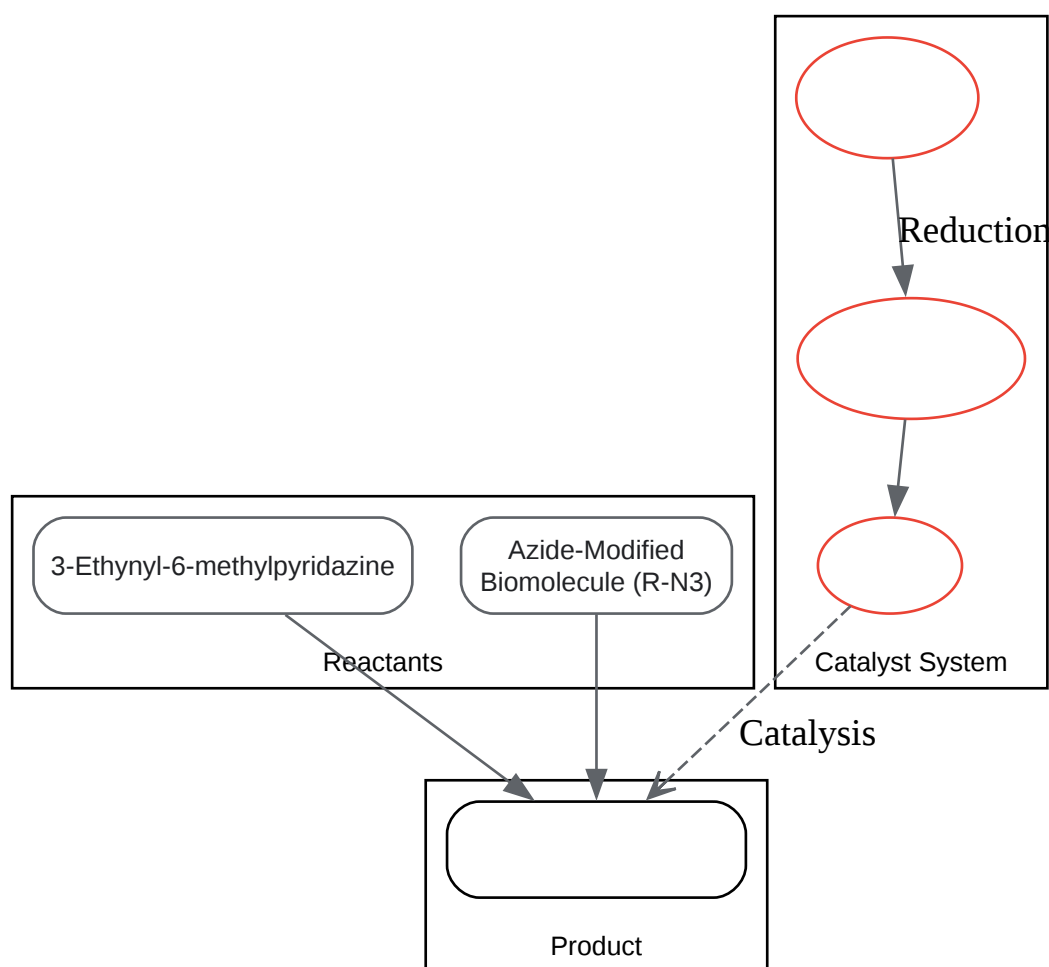 Reduction
3-Ethynyl-6-methylpyridazine
Azide-Modified
Biomolecule (R-N3)
Reactants
Catalyst System
Catalysis
Product